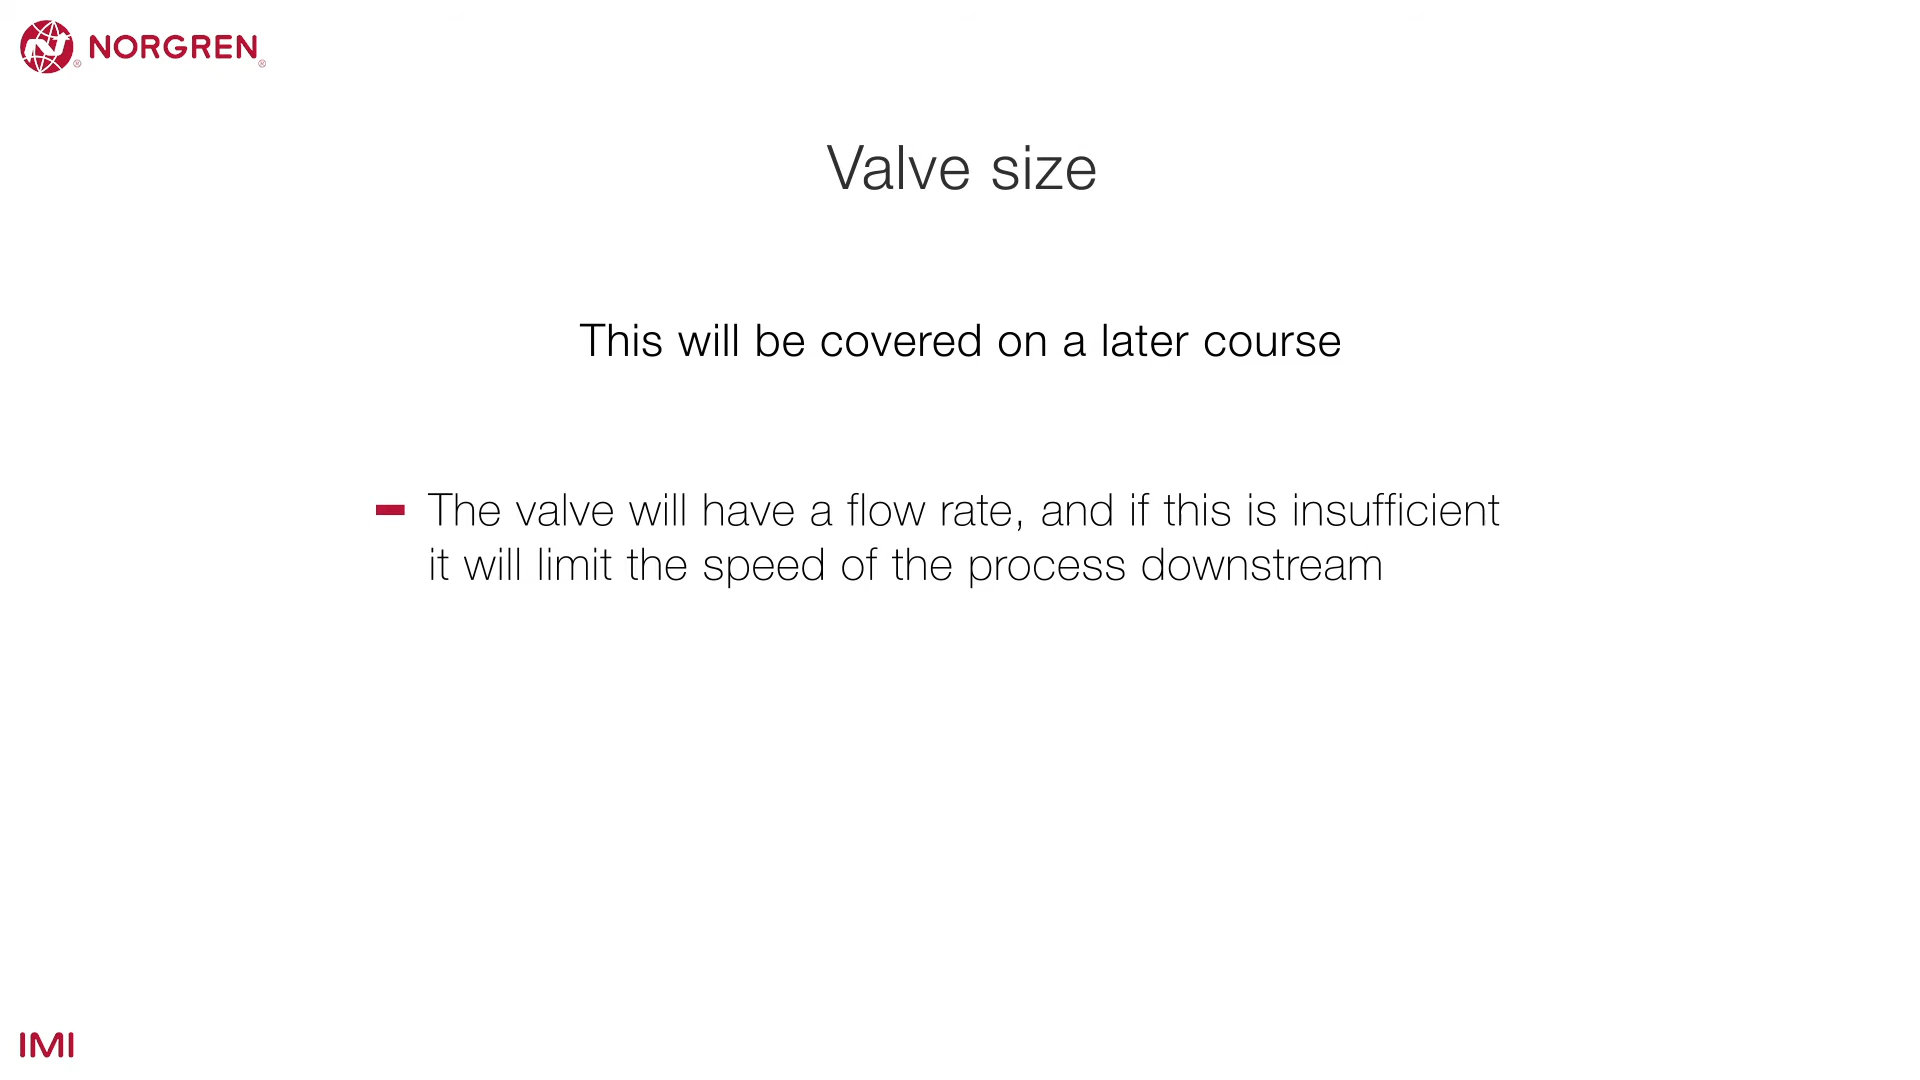 NORGREN
Valve size
This will be covered on a later course
The valve will have a flow rate, and if this is insufficient
it will limit the speed of the process downstream
IMI